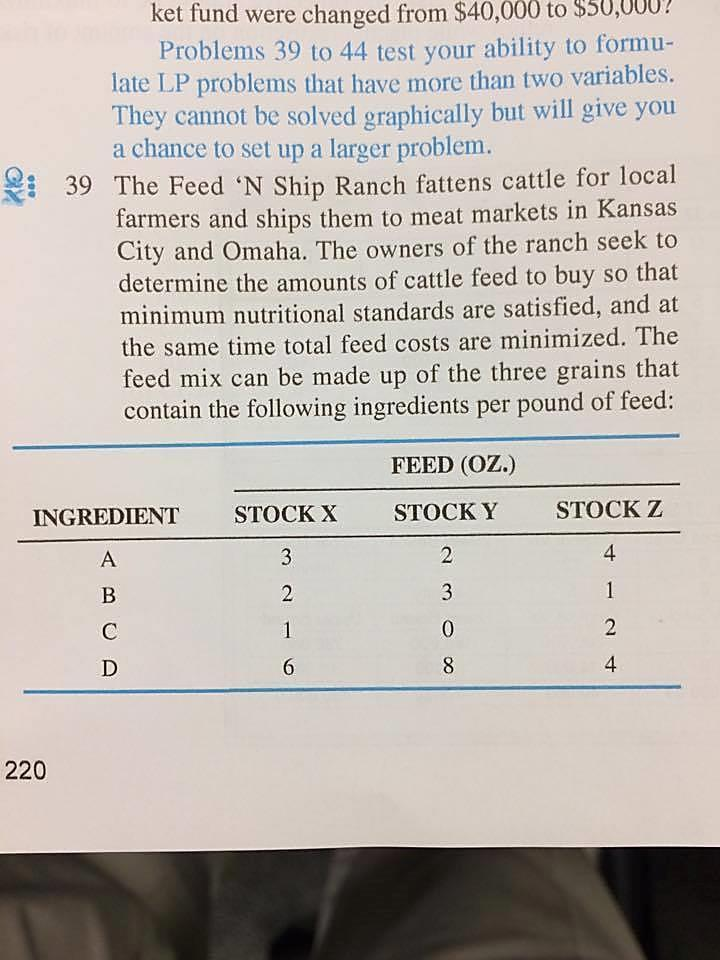 ket fund were changed from $40,000 to $50,000?
Problems 39 to 44 test your ability to formu-
late LP problems that have more than two variables.
They cannot be solved graphically but will give you
a chance to set up a larger problem.
39 The Feed ‘N Ship Ranch fattens cattle for local
farmers and ships them to meat markets in Kansas
City and Omaha. The owners of the ranch seek to
determine the amounts of cattle feed to buy so that
minimum nutritional standards are satisfied, and at
the same time total feed costs are minimized. The
feed mix can be made up of the three grains that
contain the following ingredients per pound of feed:
FEED (OZ.)
INGREDIENT STOCK X STOCK Y STOCK Z
A 3 2 4
B 2 3 1
C 1 0 2
D 6 8 4
220